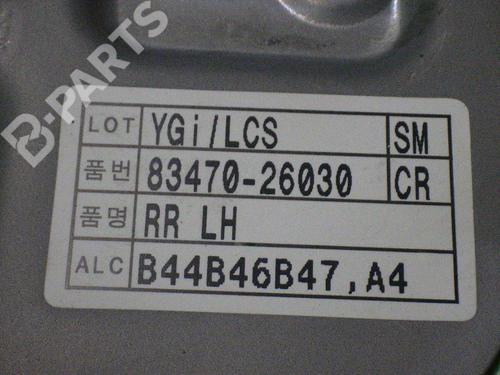 B-PARTS
LOT YGi/LCS SM
품번 83470-26030 CR
품명 RR LH
ALC B44B46B47,A4